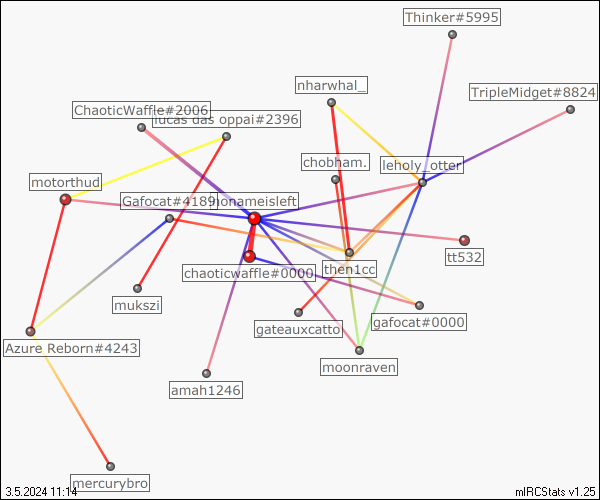 Thinker#5995
nharwhal_
TripleMidget#8824
ChaoticWaffle#2006
lucas das oppai#2396
chobham.
leholy_otter
motorthud
Gafocat#4189
nonameisleft
chaoticwaffle#0000
then1cc
tt532
mukszi
gateauxcatto
gafocat#0000
Azure Reborn#4243
moonraven
amah1246
mercurybro
3.5.2024 11:14
mIRCStats v1.25